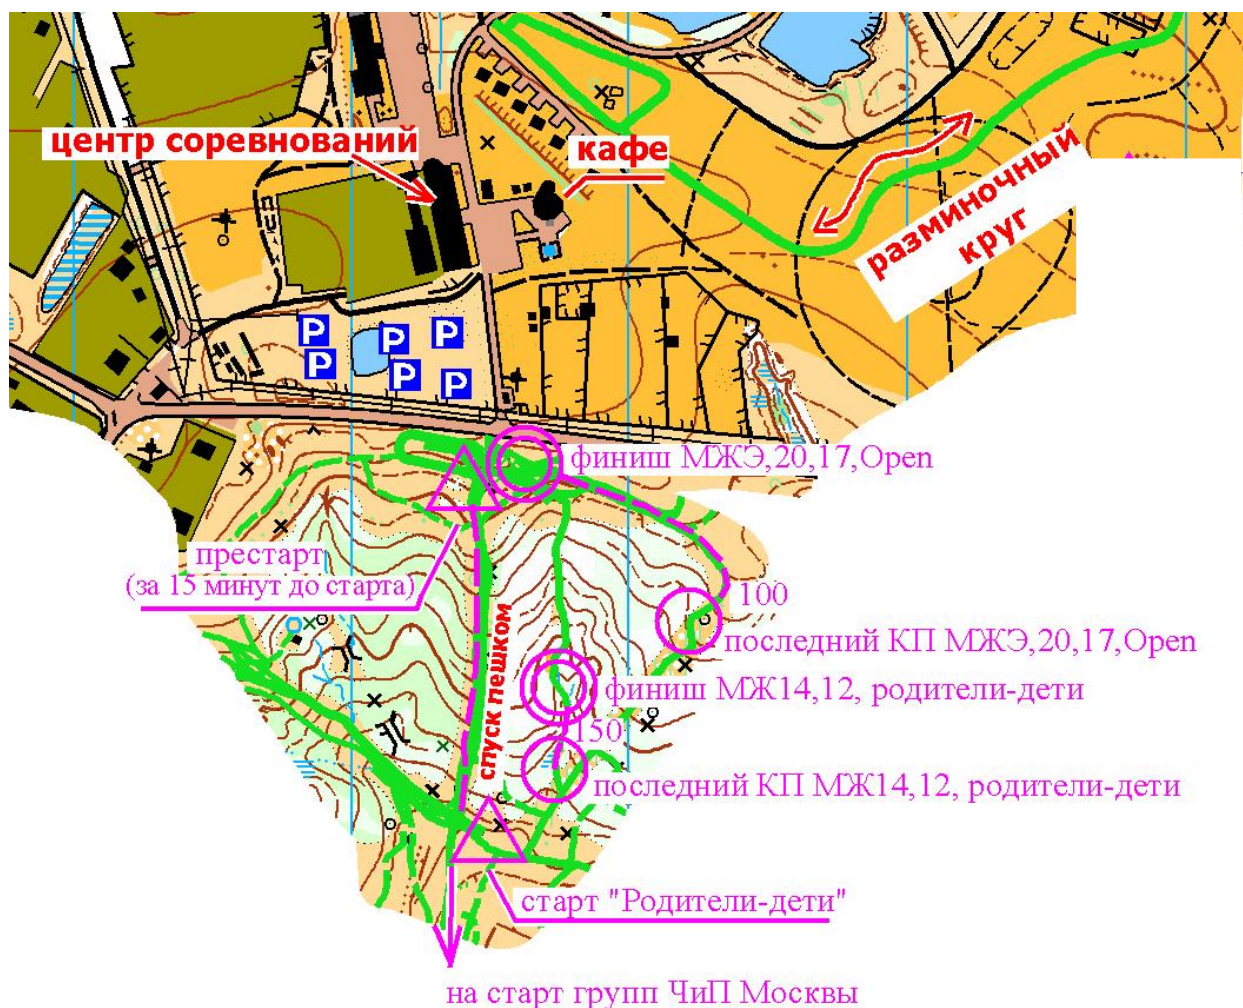 центр соревнований
кафе
разминочный
круг
P
P
P
P
P
P
финиш МЖЭ,20,17,Open
престарт
(за 15 минут до старта)
100
последний КП МЖЭ,20,17,Open
спуск пешком
финиш МЖ14,12, родители-дети
150
последний КП МЖ14,12, родители-дети
старт "Родители-дети"
на старт групп ЧиП Москвы